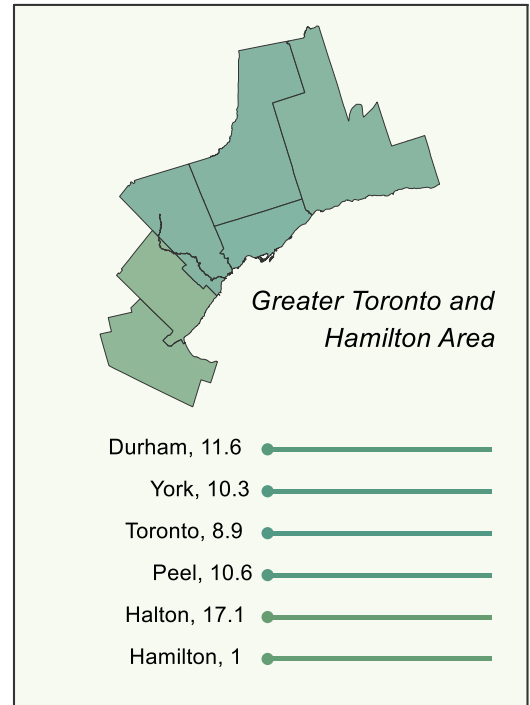 Greater Toronto and
Hamilton Area
Durham, 11.6
York, 10.3
Toronto, 8.9
Peel, 10.6
Halton, 17.1
Hamilton, 1